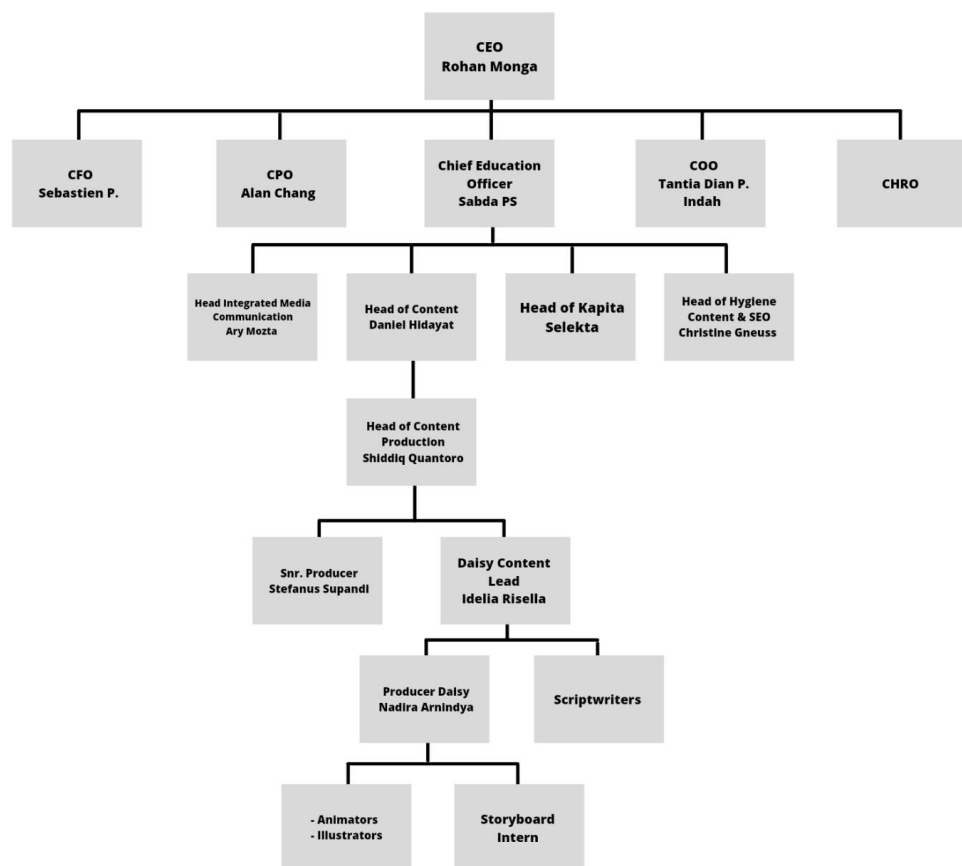 CEO
Rohan Monga
CFO
Sebastien P.
CPO
Alan Chang
Chief Education
Officer
Sabda PS
COO
Tantia Dian P.
Indah
CHRO
Head Integrated Media
Communication
Ary Mozta
Head of Content
Daniel Hidayat
Head of Kapita
Selekta
Head of Hygiene
Content & SEO
Christine Gneuss
Head of Content
Production
Shiddiq Quantoro
Snr. Producer
Stefanus Supandi
Daisy Content
Lead
Idelia Risella
Producer Daisy
Nadira Arnindya
Scriptwriters
- Animators
- Illustrators
Storyboard
Intern